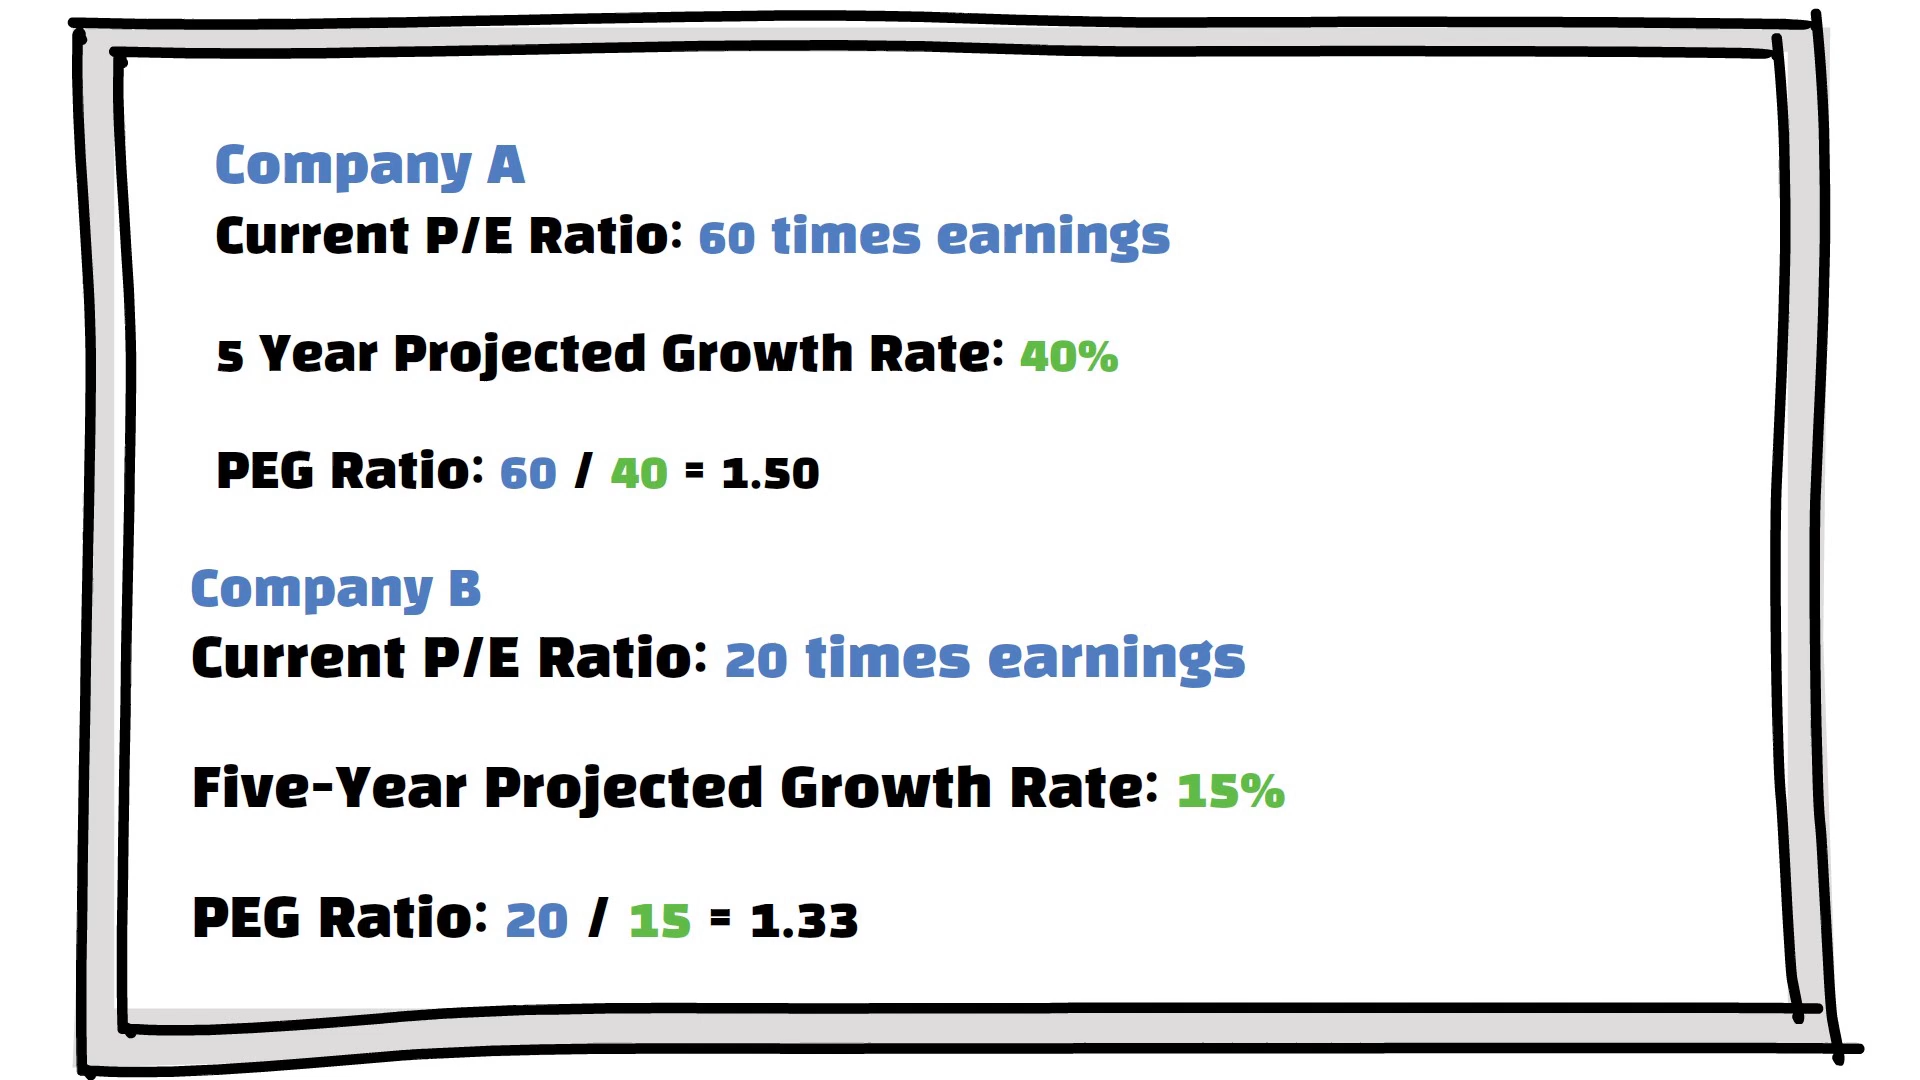 Company A
Current P/E Ratio: 60 times earnings
5 Year Projected Growth Rate: 40%
PEG Ratio: 60 / 40 = 1.50
Company B
Current P/E Ratio: 20 times earnings
Five-Year Projected Growth Rate: 15%
PEG Ratio: 20 / 15 = 1.33